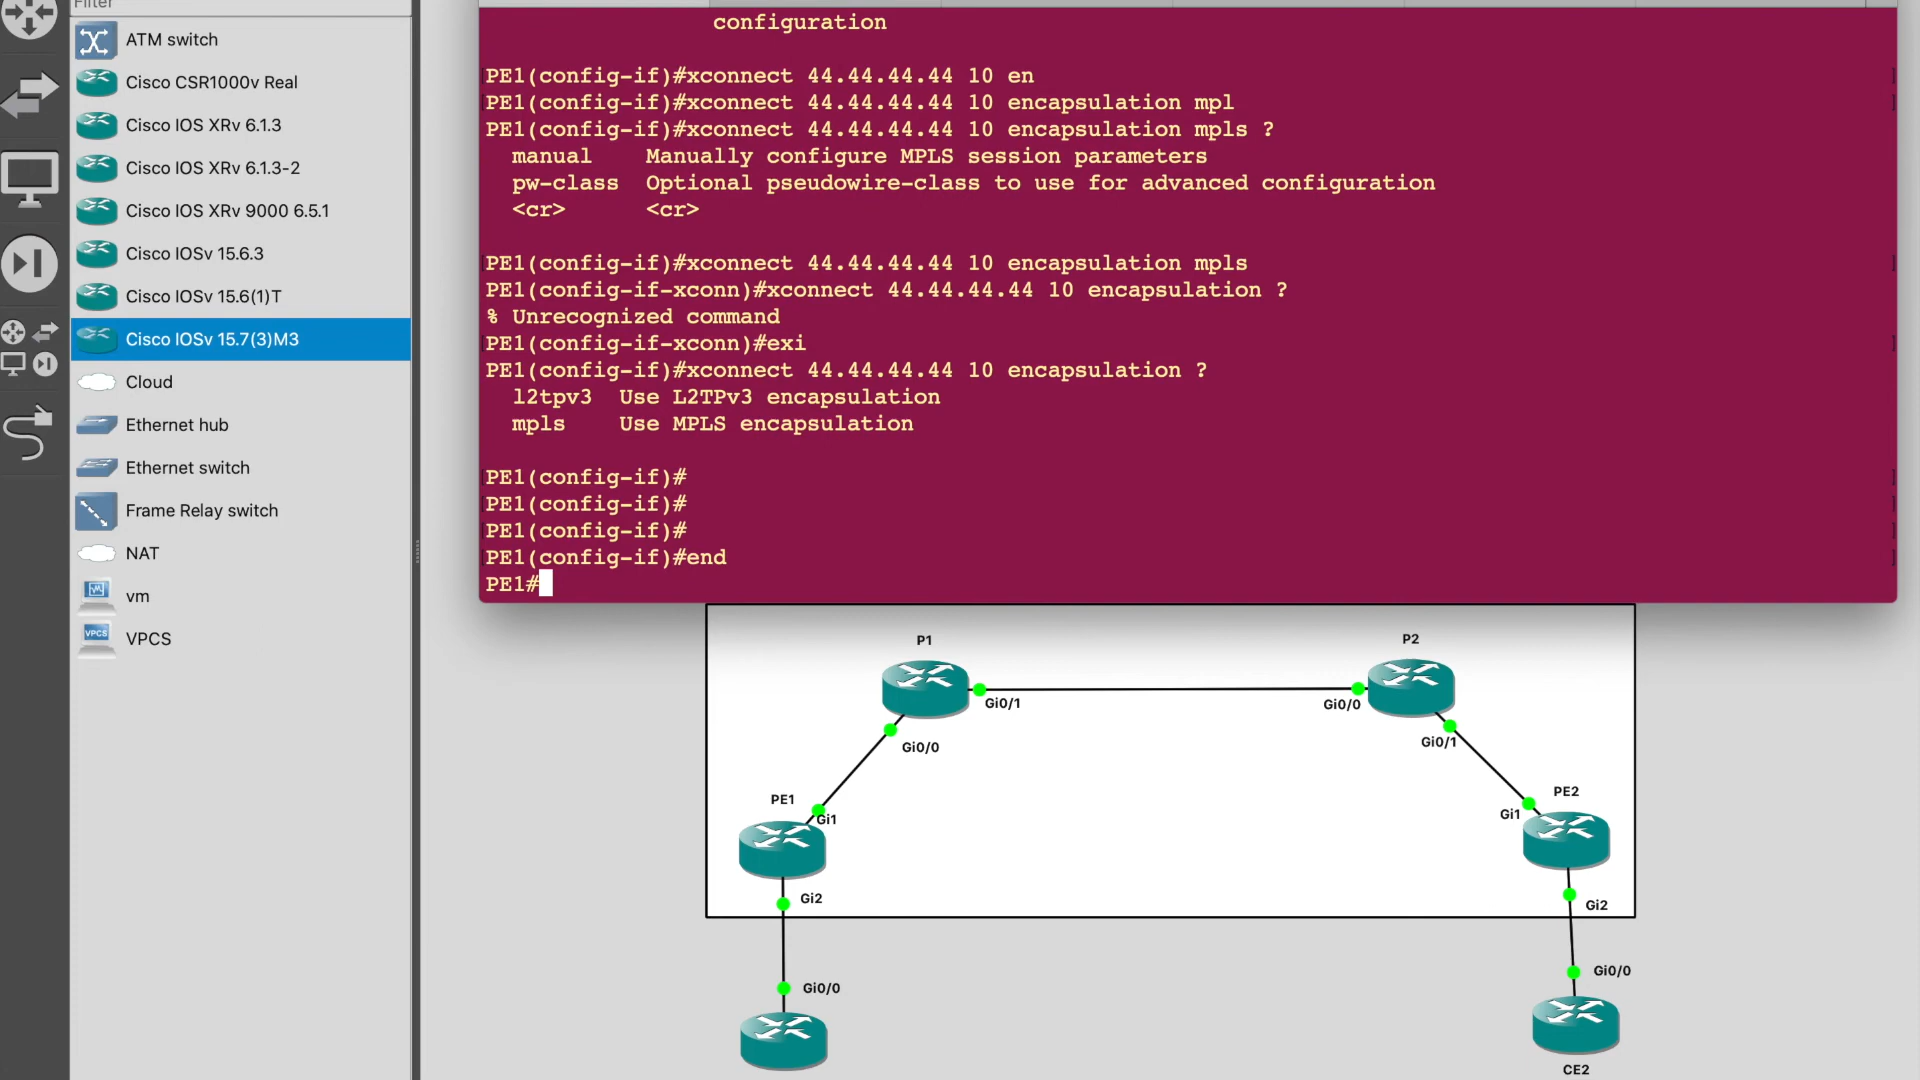 Filter
ATM switch
Cisco CSR1000v Real
Cisco IOS XRv 6.1.3
Cisco IOS XRv 6.1.3-2
Cisco IOS XRv 9000 6.5.1
Cisco IOSv 15.6.3
Cisco IOSv 15.6(1)T
Cisco IOSv 15.7(3)M3
Cloud
Ethernet hub
Ethernet switch
Frame Relay switch
NAT
vm
VPCS
VPCS
configuration
PE1(config-if)#xconnect 44.44.44.44 10 en
PE1(config-if)#xconnect 44.44.44.44 10 encapsulation mpl
PE1(config-if)#xconnect 44.44.44.44 10 encapsulation mpls ?
manual Manually configure MPLS session parameters
pw-class Optional pseudowire-class to use for advanced configuration
<cr> <cr>
PE1(config-if)#xconnect 44.44.44.44 10 encapsulation mpls
PE1(config-if-xconn)#xconnect 44.44.44.44 10 encapsulation ?
% Unrecognized command
PE1(config-if-xconn)#exi
PE1(config-if)#xconnect 44.44.44.44 10 encapsulation ?
l2tpv3 Use L2TPv3 encapsulation
mpls Use MPLS encapsulation
PE1(config-if)#
PE1(config-if)#
PE1(config-if)#
PE1(config-if)#end
PE1#
P1
P2
Gi0/1
Gi0/0
Gi0/0
Gi0/1
PE1
PE2
Gi1
Gi1
Gi2
Gi2
Gi0/0
Gi0/0
CE2